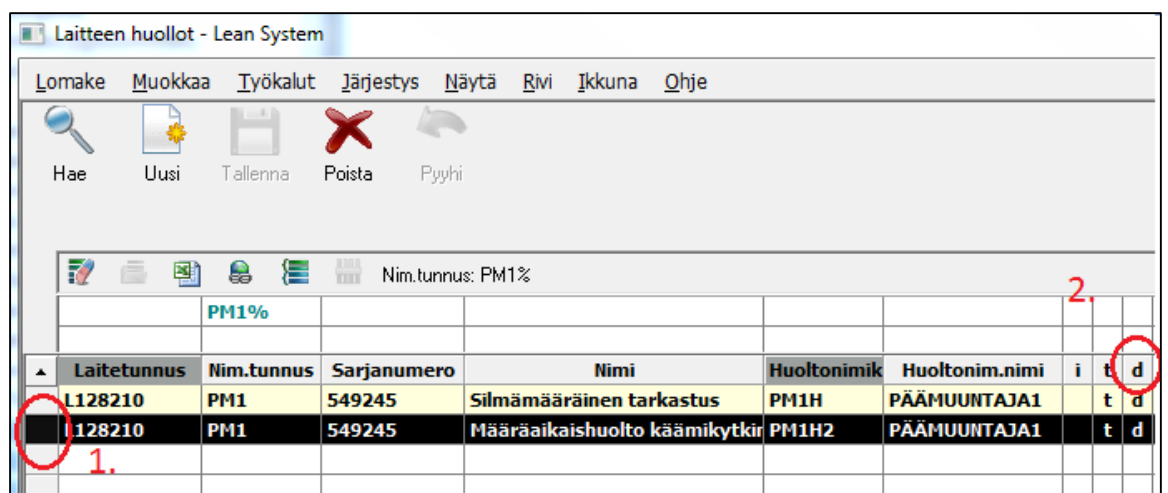 Laitteen huollot - Lean System
Lomake Muokkaa Työkalut Järjestys Näytä Rivi Ikkuna Ohje
Hae Uusi Tallenna Poista Pyyhi
Nim.tunnus: PM1%
2.
PM1%
Laitetunnus Nim.tunnus Sarjanumero Nimi Huoltonimik Huoltonim.nimi i t d
L128210 PM1 549245 Silmämääräinen tarkastus PM1H PÄÄMUUNTAJA1 t d
L128210 PM1 549245 Määräaikaishuolto käämikytkin PM1H2 PÄÄMUUNTAJA1 t d
1.